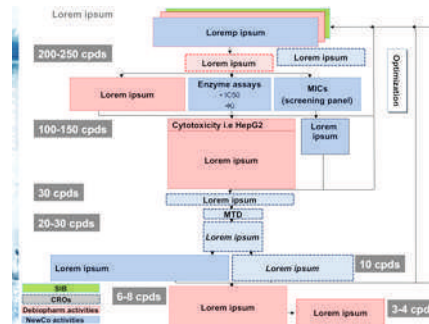 Lorem ipsum
Loremp ipsum
200-250 cpds
Lorem ipsum
Lorem ipsum
Optimization
Lorem ipsum
Enzyme assays
- IC50
-Ki
MICs
(screening panel)
100-150 cpds
Cytotoxicity i.e HepG2
Lorem ipsum
Lorem
ipsum
30 cpds
Lorem ipsum
20-30 cpds
MTD
Lorem ipsum
Lorem ipsum
Lorem ipsum
10 cpds
SIB
CROs
Debiopharm activities
NewCo activities
6-8 cpds
Lorem ipsum
Lorem ipsum
3-4 cpds